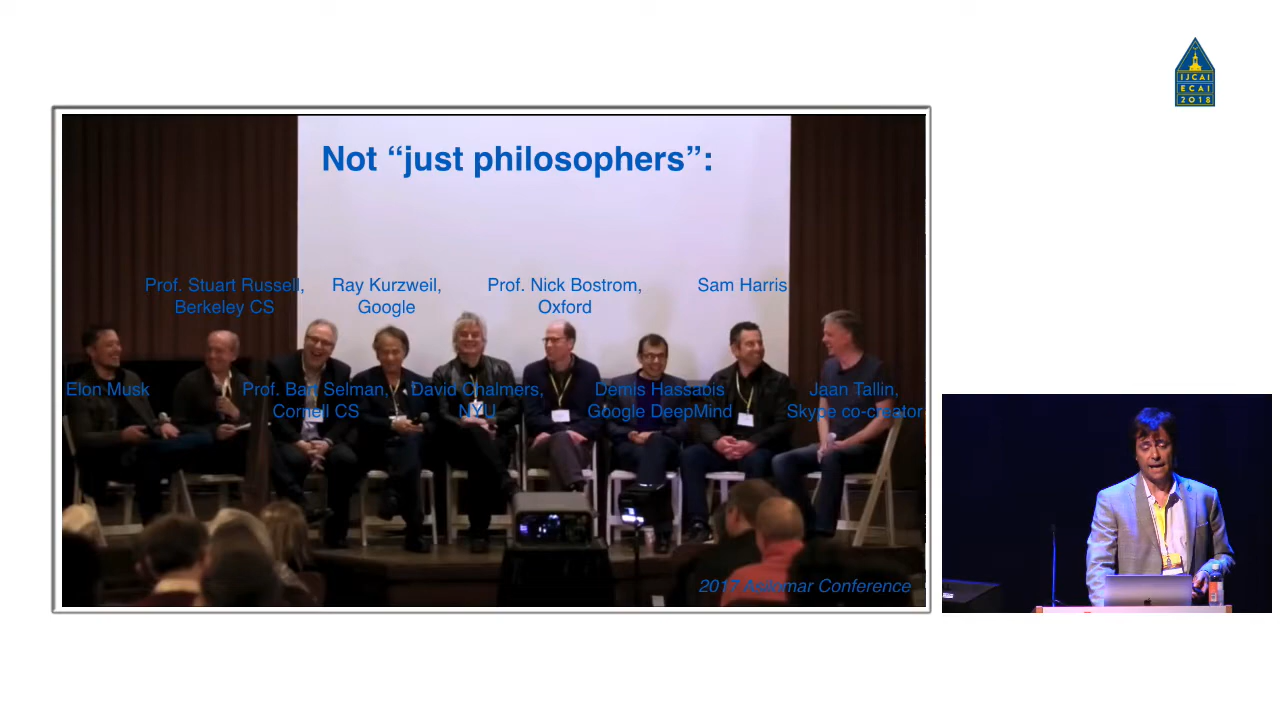 IJCAI
ECAI
2018
Not “just philosophers”:
Prof. Stuart Russell,
Berkeley CS
Ray Kurzweil,
Google
Prof. Nick Bostrom,
Oxford
Sam Harris
Elon Musk
Prof. Bart Selman,
Cornell CS
David Chalmers,
NYU
Demis Hassabis
Google DeepMind
Jaan Tallin,
Skype co-creator
2017 Asilomar Conference